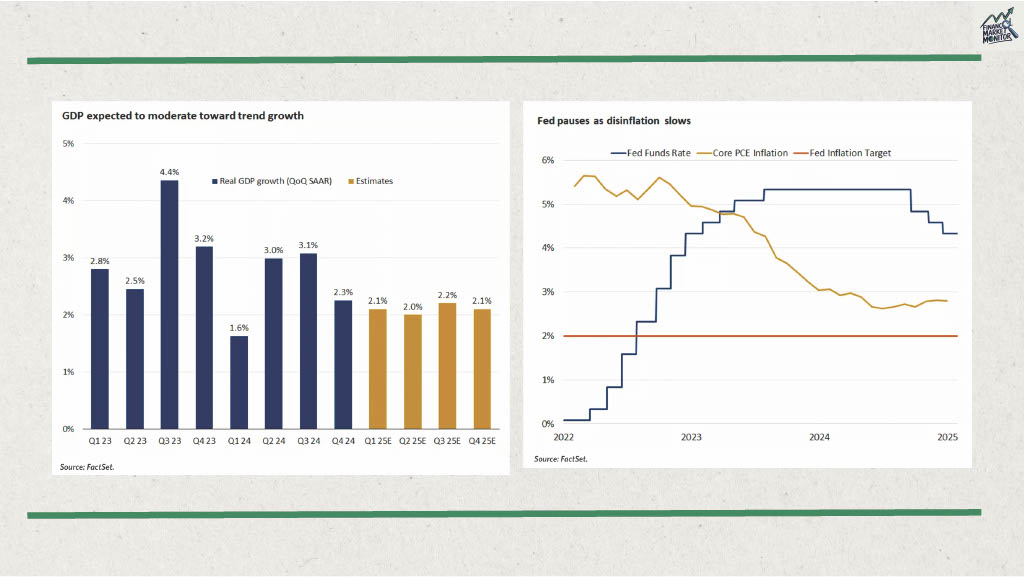 FINANCE
MARKET
MONITOR
GDP expected to moderate toward trend growth
5%
4%
3%
2%
1%
0%
Real GDP growth (QoQ SAAR)
Estimates
2.8%
2.5%
4.4%
3.2%
1.6%
3.0%
3.1%
2.3%
2.1%
2.0%
2.2%
2.1%
Q1 23
Q2 23
Q3 23
Q4 23
Q1 24
Q2 24
Q3 24
Q4 24
Q1 25E
Q2 25E
Q3 25E
Q4 25E
Source: FactSet.
Fed pauses as disinflation slows
Fed Funds Rate
Core PCE Inflation
Fed Inflation Target
6%
5%
4%
3%
2%
1%
0%
2022
2023
2024
2025
Source: FactSet.